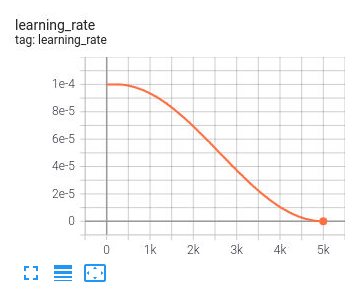 learning_rate
tag: learning_rate
1e-4
8e-5
6e-5
4e-5
2e-5
0
0 1k 2k 3k 4k 5k